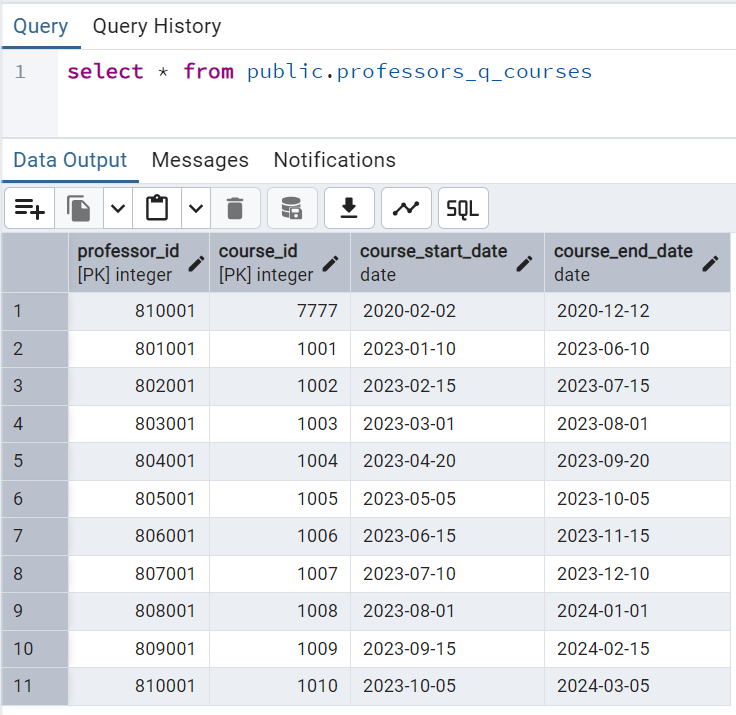 Query Query History
1 select * from public.professors_q_courses
Data Output Messages Notifications
SQL
professor_id course_id course_start_date course_end_date
[PK] integer [PK] integer date date
1 810001 7777 2020-02-02 2020-12-12
2 801001 1001 2023-01-10 2023-06-10
3 802001 1002 2023-02-15 2023-07-15
4 803001 1003 2023-03-01 2023-08-01
5 804001 1004 2023-04-20 2023-09-20
6 805001 1005 2023-05-05 2023-10-05
7 806001 1006 2023-06-15 2023-11-15
8 807001 1007 2023-07-10 2023-12-10
9 808001 1008 2023-08-01 2024-01-01
10 809001 1009 2023-09-15 2024-02-15
11 810001 1010 2023-10-05 2024-03-05